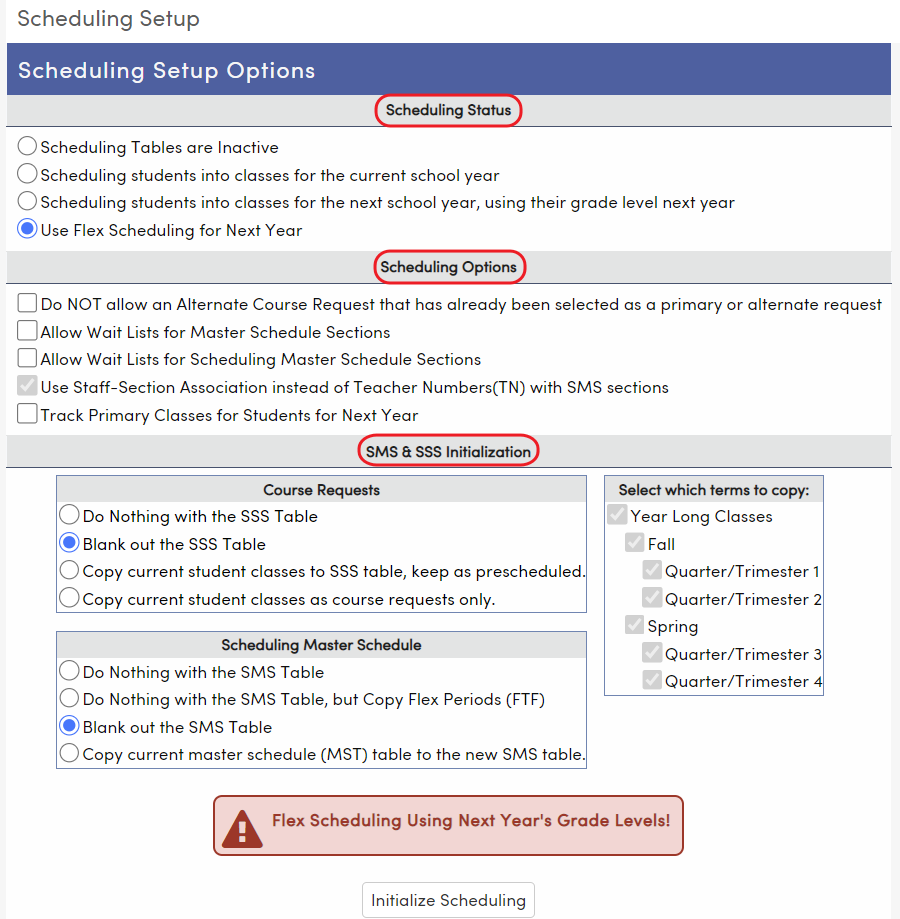 Scheduling Setup
Scheduling Setup Options
Scheduling Status
Scheduling Tables are Inactive
Scheduling students into classes for the current school year
Scheduling students into classes for the next school year, using their grade level next year
Use Flex Scheduling for Next Year
Scheduling Options
Do NOT allow an Alternate Course Request that has already been selected as a primary or alternate request
Allow Wait Lists for Master Schedule Sections
Allow Wait Lists for Scheduling Master Schedule Sections
Use Staff-Section Association instead of Teacher Numbers(TN) with SMS sections
Track Primary Classes for Students for Next Year
SMS & SSS Initialization
Course Requests
Do Nothing with the SSS Table
Blank out the SSS Table
Copy current student classes to SSS table, keep as prescheduled.
Copy current student classes as course requests only.
Scheduling Master Schedule
Do Nothing with the SMS Table
Do Nothing with the SMS Table, but Copy Flex Periods (FTF)
Blank out the SMS Table
Copy current master schedule (MST) table to the new SMS table.
Select which terms to copy:
Year Long Classes
Fall
Quarter/Trimester 1
Quarter/Trimester 2
Spring
Quarter/Trimester 3
Quarter/Trimester 4
Flex Scheduling Using Next Year's Grade Levels!
Initialize Scheduling